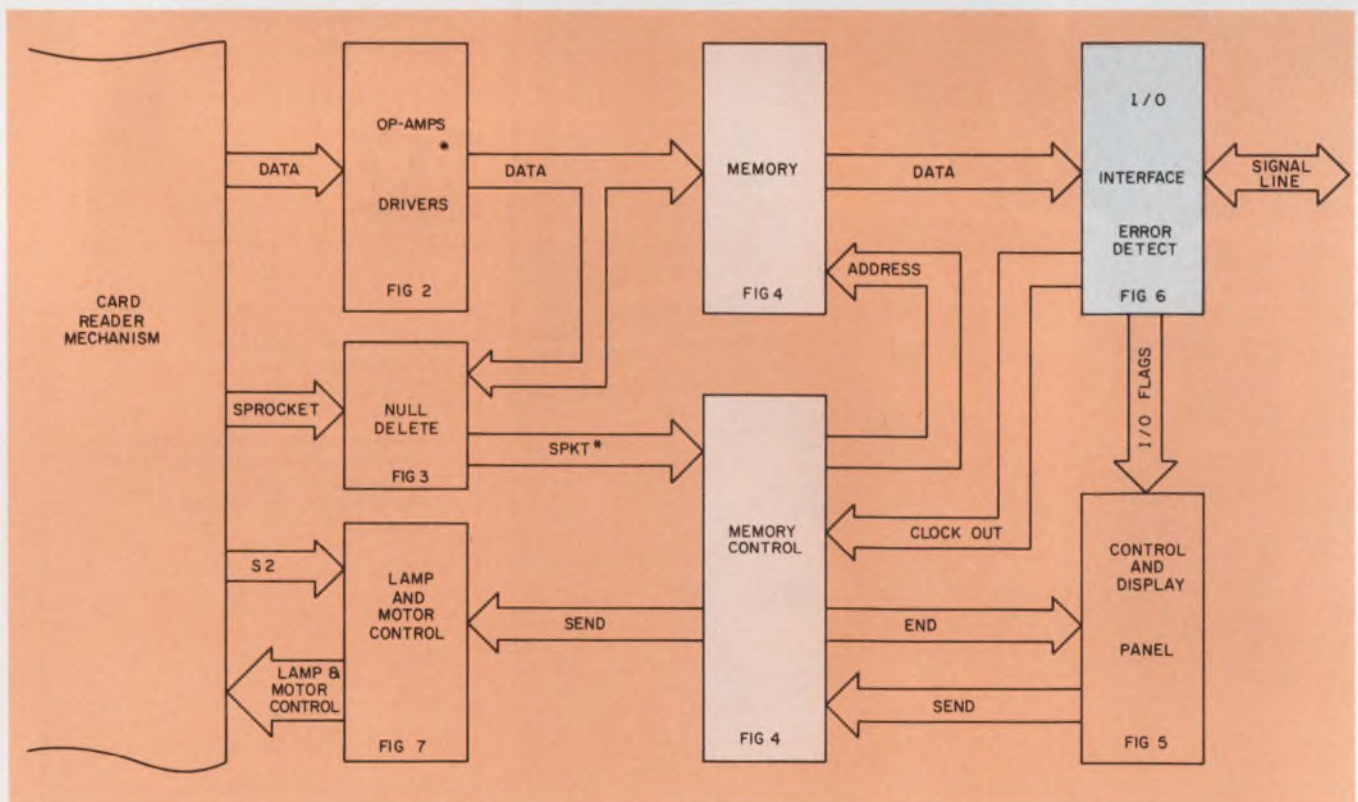 CARD
READER
MECHANISM
DATA
SPROCKET
S2
LAMP &
MOTOR
CONTROL
OP-AMPS
*
DRIVERS
FIG 2
NULL
DELETE
FIG 3
LAMP
AND
MOTOR
CONTROL
FIG 7
DATA
SPKT*
SEND
MEMORY
FIG 4
MEMORY
CONTROL
FIG 4
DATA
ADDRESS
CLOCK OUT
END
SEND
I/O
INTERFACE
ERROR
DETECT
FIG 6
SIGNAL
LINE
I/O FLAGS
CONTROL
AND
DISPLAY
PANEL
FIG 5